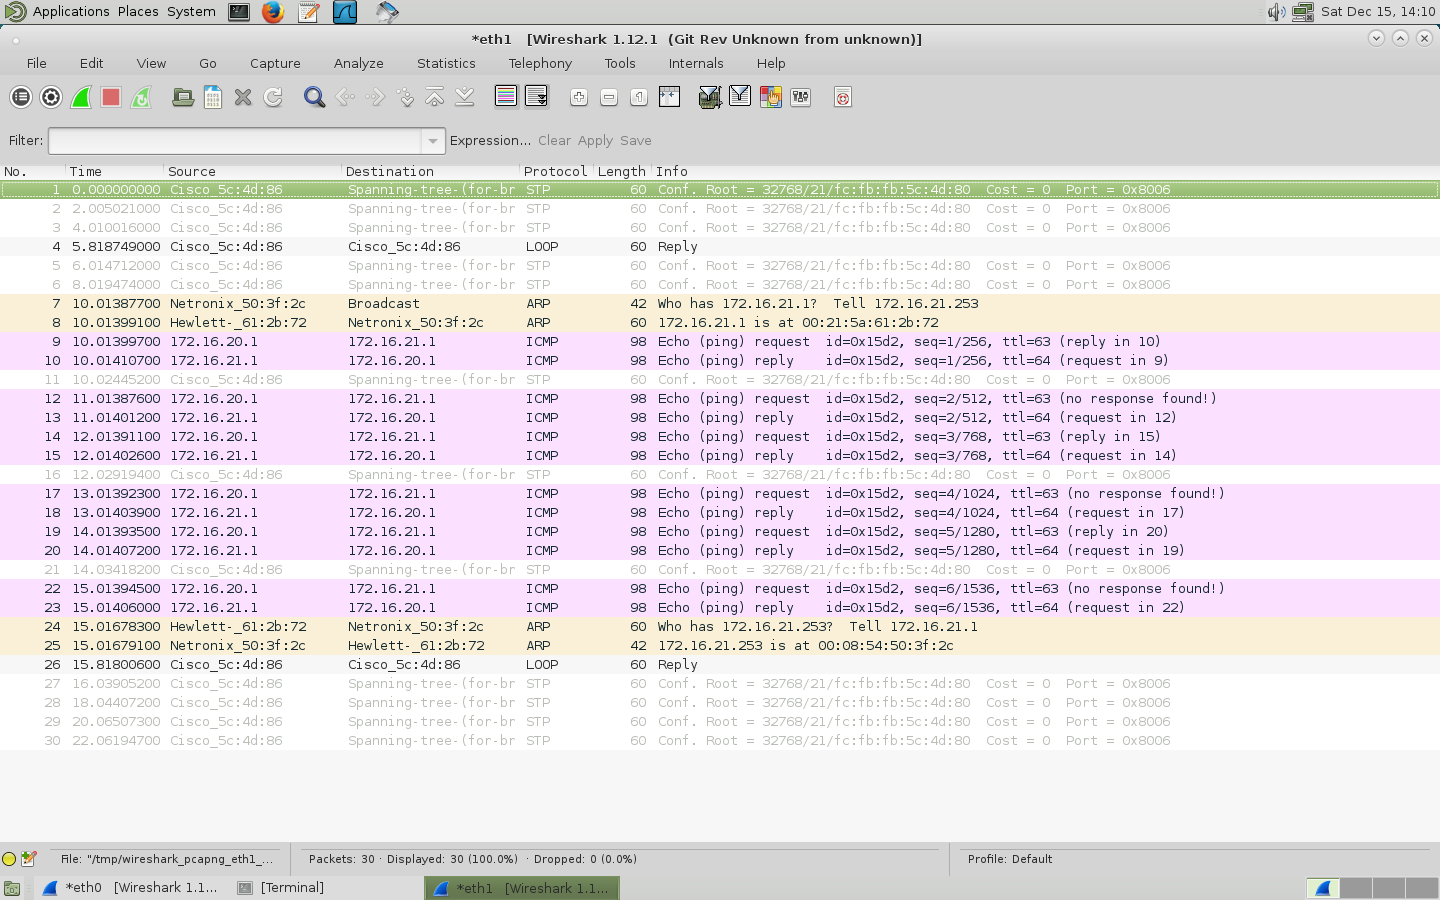 Applications Places System Sat Dec 15, 14:10
*eth1 [Wireshark 1.12.1 (Git Rev Unknown from unknown)]
File Edit View Go Capture Analyze Statistics Telephony Tools Internals Help
Filter: Expression... Clear Apply Save
No. Time Source Destination Protocol Length Info
1 0.000000000 Cisco_5c:4d:86 Spanning-tree-(for-br STP 60 Conf. Root = 32768/21/fc:fb:fb:5c:4d:80 Cost = 0 Port = 0x8006
2 2.005021000 Cisco_5c:4d:86 Spanning-tree-(for-br STP 60 Conf. Root = 32768/21/fc:fb:fb:5c:4d:80 Cost = 0 Port = 0x8006
3 4.010016000 Cisco_5c:4d:86 Spanning-tree-(for-br STP 60 Conf. Root = 32768/21/fc:fb:fb:5c:4d:80 Cost = 0 Port = 0x8006
4 5.818749000 Cisco_5c:4d:86 Cisco_5c:4d:86 LOOP 60 Reply
5 6.014712000 Cisco_5c:4d:86 Spanning-tree-(for-br STP 60 Conf. Root = 32768/21/fc:fb:fb:5c:4d:80 Cost = 0 Port = 0x8006
6 8.019474000 Cisco_5c:4d:86 Spanning-tree-(for-br STP 60 Conf. Root = 32768/21/fc:fb:fb:5c:4d:80 Cost = 0 Port = 0x8006
7 10.01387700 Netronix_50:3f:2c Broadcast ARP 42 Who has 172.16.21.1? Tell 172.16.21.253
8 10.01399100 Hewlett-_61:2b:72 Netronix_50:3f:2c ARP 60 172.16.21.1 is at 00:21:5a:61:2b:72
9 10.01399700 172.16.20.1 172.16.21.1 ICMP 98 Echo (ping) request id=0x15d2, seq=1/256, ttl=63 (reply in 10)
10 10.01410700 172.16.21.1 172.16.20.1 ICMP 98 Echo (ping) reply id=0x15d2, seq=1/256, ttl=64 (request in 9)
11 10.02445200 Cisco_5c:4d:86 Spanning-tree-(for-br STP 60 Conf. Root = 32768/21/fc:fb:fb:5c:4d:80 Cost = 0 Port = 0x8006
12 11.01387600 172.16.20.1 172.16.21.1 ICMP 98 Echo (ping) request id=0x15d2, seq=2/512, ttl=63 (no response found!)
13 11.01401200 172.16.21.1 172.16.20.1 ICMP 98 Echo (ping) reply id=0x15d2, seq=2/512, ttl=64 (request in 12)
14 12.01391100 172.16.20.1 172.16.21.1 ICMP 98 Echo (ping) request id=0x15d2, seq=3/768, ttl=63 (reply in 15)
15 12.01402600 172.16.21.1 172.16.20.1 ICMP 98 Echo (ping) reply id=0x15d2, seq=3/768, ttl=64 (request in 14)
16 12.02919400 Cisco_5c:4d:86 Spanning-tree-(for-br STP 60 Conf. Root = 32768/21/fc:fb:fb:5c:4d:80 Cost = 0 Port = 0x8006
17 13.01392300 172.16.20.1 172.16.21.1 ICMP 98 Echo (ping) request id=0x15d2, seq=4/1024, ttl=63 (no response found!)
18 13.01403900 172.16.21.1 172.16.20.1 ICMP 98 Echo (ping) reply id=0x15d2, seq=4/1024, ttl=64 (request in 17)
19 14.01393500 172.16.20.1 172.16.21.1 ICMP 98 Echo (ping) request id=0x15d2, seq=5/1280, ttl=63 (reply in 20)
20 14.01407200 172.16.21.1 172.16.20.1 ICMP 98 Echo (ping) reply id=0x15d2, seq=5/1280, ttl=64 (request in 19)
21 14.03418200 Cisco_5c:4d:86 Spanning-tree-(for-br STP 60 Conf. Root = 32768/21/fc:fb:fb:5c:4d:80 Cost = 0 Port = 0x8006
22 15.01394500 172.16.20.1 172.16.21.1 ICMP 98 Echo (ping) request id=0x15d2, seq=6/1536, ttl=63 (no response found!)
23 15.01406000 172.16.21.1 172.16.20.1 ICMP 98 Echo (ping) reply id=0x15d2, seq=6/1536, ttl=64 (request in 22)
24 15.01678300 Hewlett-_61:2b:72 Netronix_50:3f:2c ARP 60 Who has 172.16.21.253? Tell 172.16.21.1
25 15.01679100 Netronix_50:3f:2c Hewlett-_61:2b:72 ARP 42 172.16.21.253 is at 00:08:54:50:3f:2c
26 15.81800600 Cisco_5c:4d:86 Cisco_5c:4d:86 LOOP 60 Reply
27 16.03905200 Cisco_5c:4d:86 Spanning-tree-(for-br STP 60 Conf. Root = 32768/21/fc:fb:fb:5c:4d:80 Cost = 0 Port = 0x8006
28 18.04407200 Cisco_5c:4d:86 Spanning-tree-(for-br STP 60 Conf. Root = 32768/21/fc:fb:fb:5c:4d:80 Cost = 0 Port = 0x8006
29 20.06507300 Cisco_5c:4d:86 Spanning-tree-(for-br STP 60 Conf. Root = 32768/21/fc:fb:fb:5c:4d:80 Cost = 0 Port = 0x8006
30 22.06194700 Cisco_5c:4d:86 Spanning-tree-(for-br STP 60 Conf. Root = 32768/21/fc:fb:fb:5c:4d:80 Cost = 0 Port = 0x8006
File: "/tmp/wireshark_pcapng_eth1_... Packets: 30 · Displayed: 30 (100.0%) · Dropped: 0 (0.0%) Profile: Default
*eth0 [Wireshark 1.1... [Terminal] *eth1 [Wireshark 1.1...